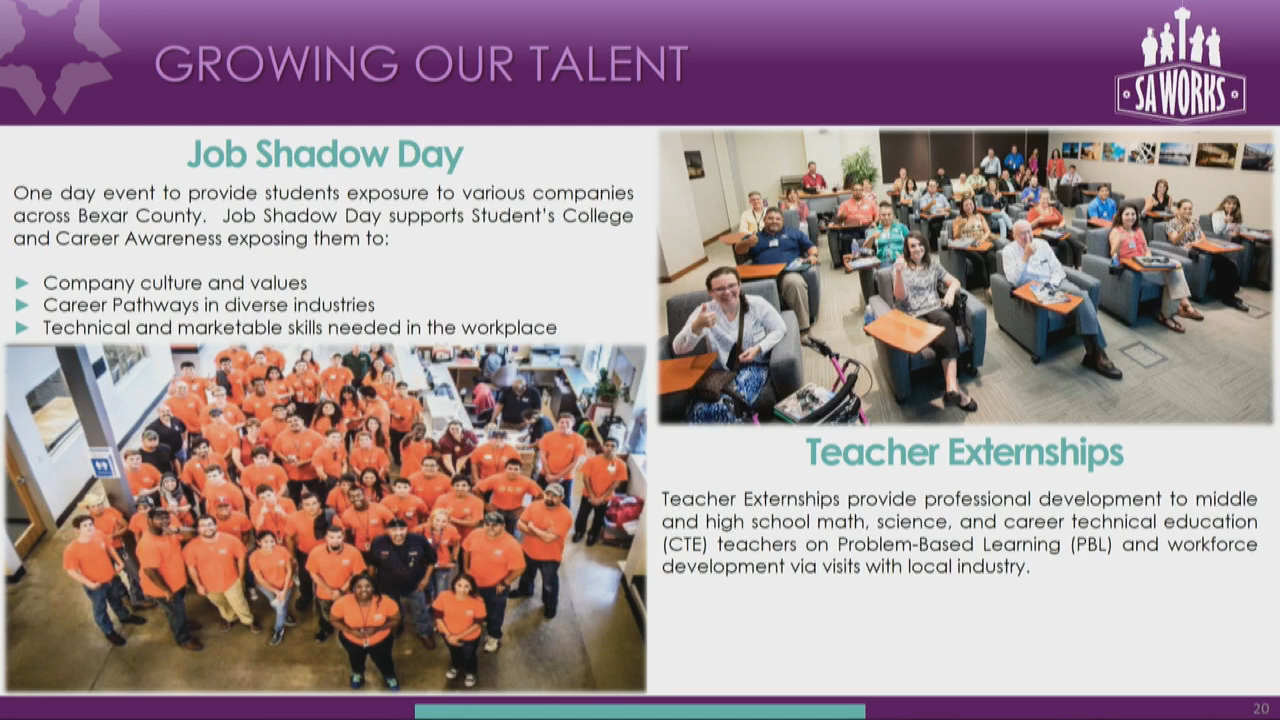 GROWING OUR TALENT
SA WORKS
Job Shadow Day
One day event to provide students exposure to various companies
across Bexar County. Job Shadow Day supports Student's College
and Career Awareness exposing them to:
► Company culture and values
► Career Pathways in diverse industries
► Technical and marketable skills needed in the workplace
Teacher Externships
Teacher Externships provide professional development to middle
and high school math, science, and career technical education
(CTE) teachers on Problem-Based Learning (PBL) and workforce
development via visits with local industry.
20